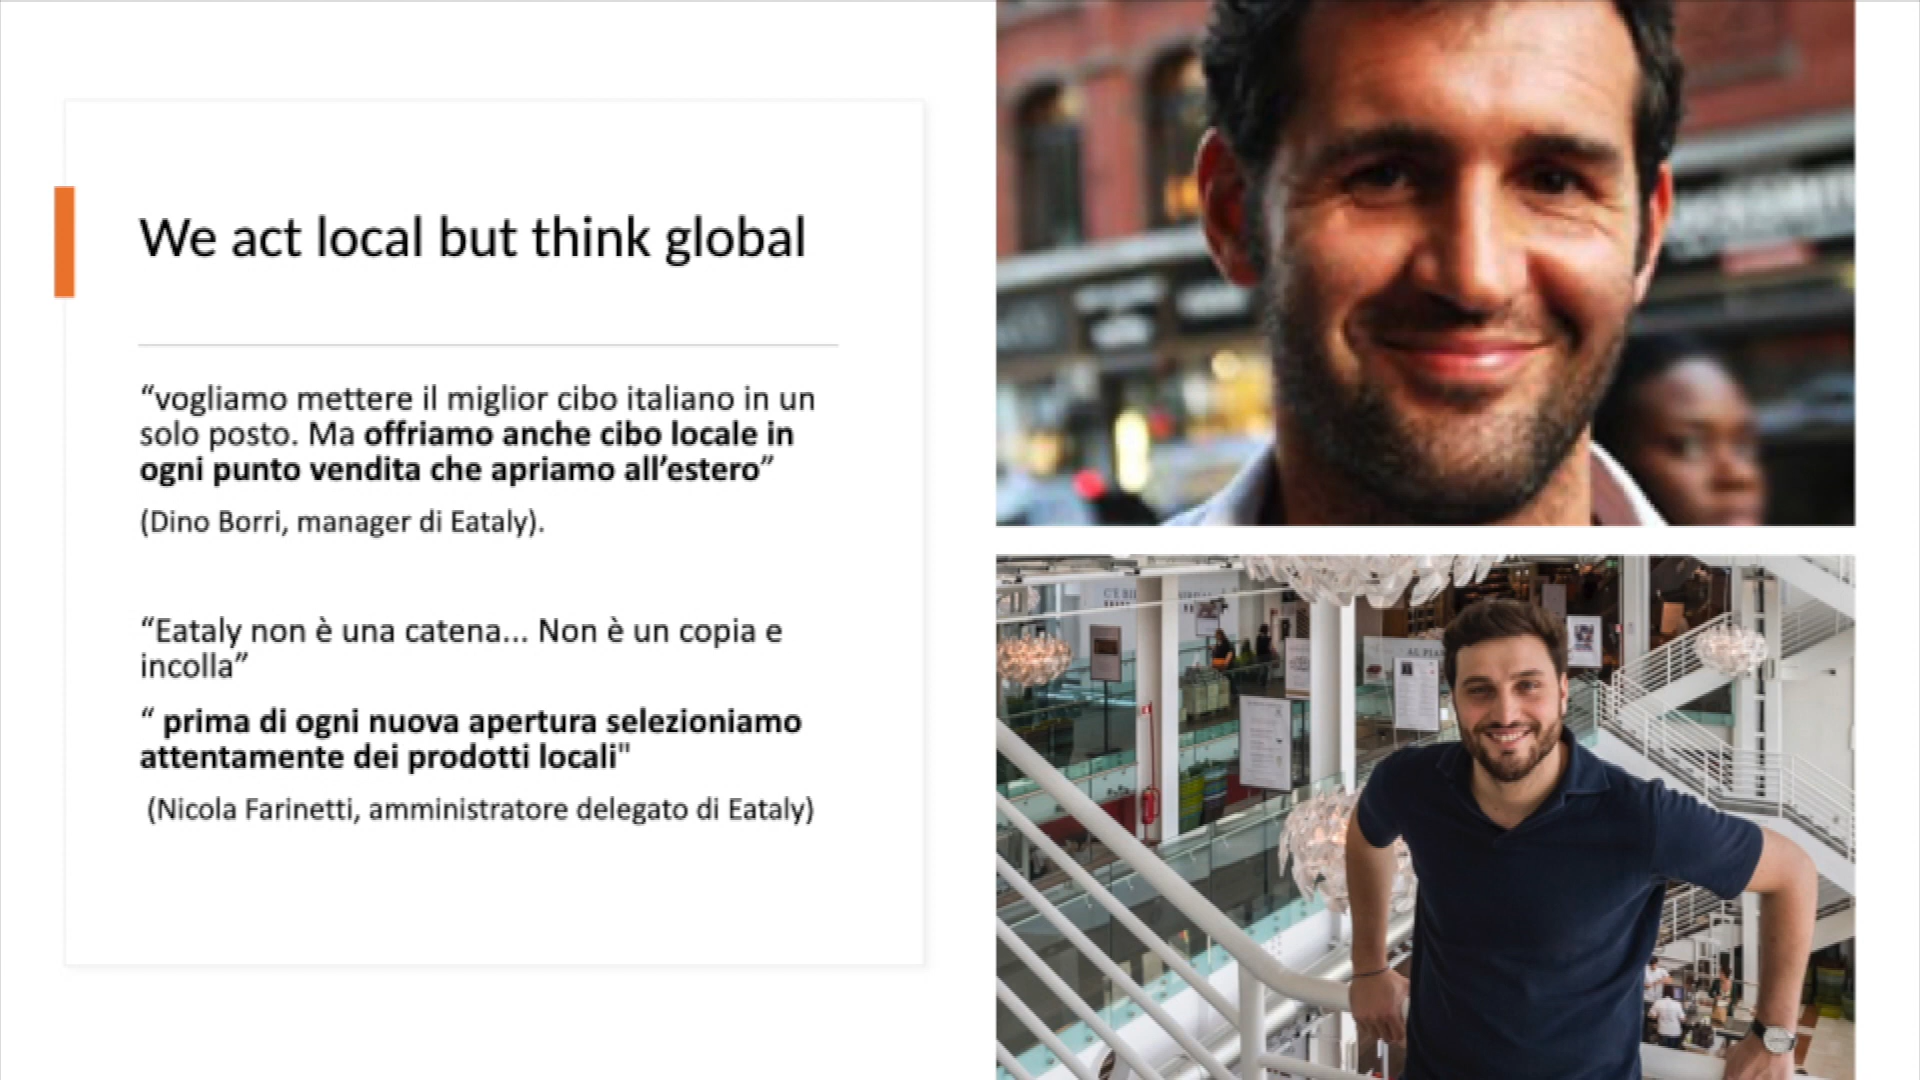 We act local but think global
“vogliamo mettere il miglior cibo italiano in un
solo posto. Ma offriamo anche cibo locale in
ogni punto vendita che apriamo all’estero”
(Dino Borri, manager di Eataly).
“Eataly non è una catena... Non è un copia e
incolla”
“ prima di ogni nuova apertura selezioniamo
attentamente dei prodotti locali"
(Nicola Farinetti, amministratore delegato di Eataly)